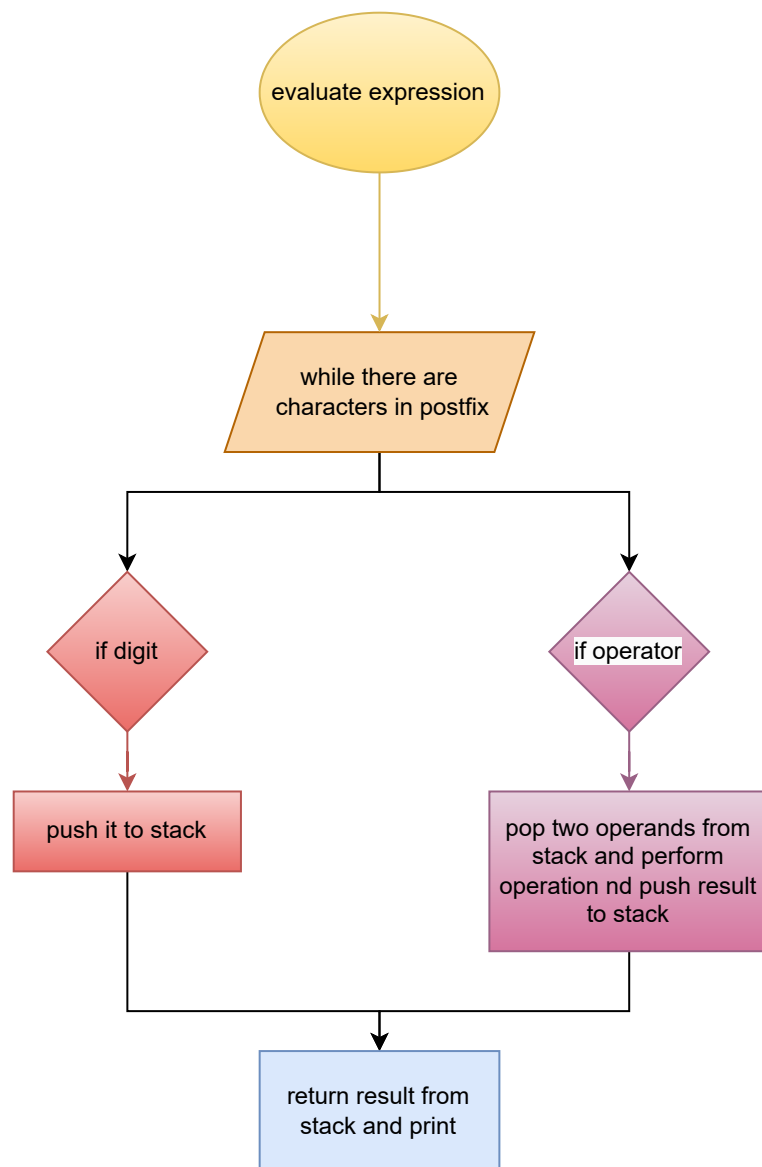 evaluate expression
while there are
characters in postfix
if digit
if operator
push it to stack
pop two operands from
stack and perform
operation nd push result
to stack
return result from
stack and print